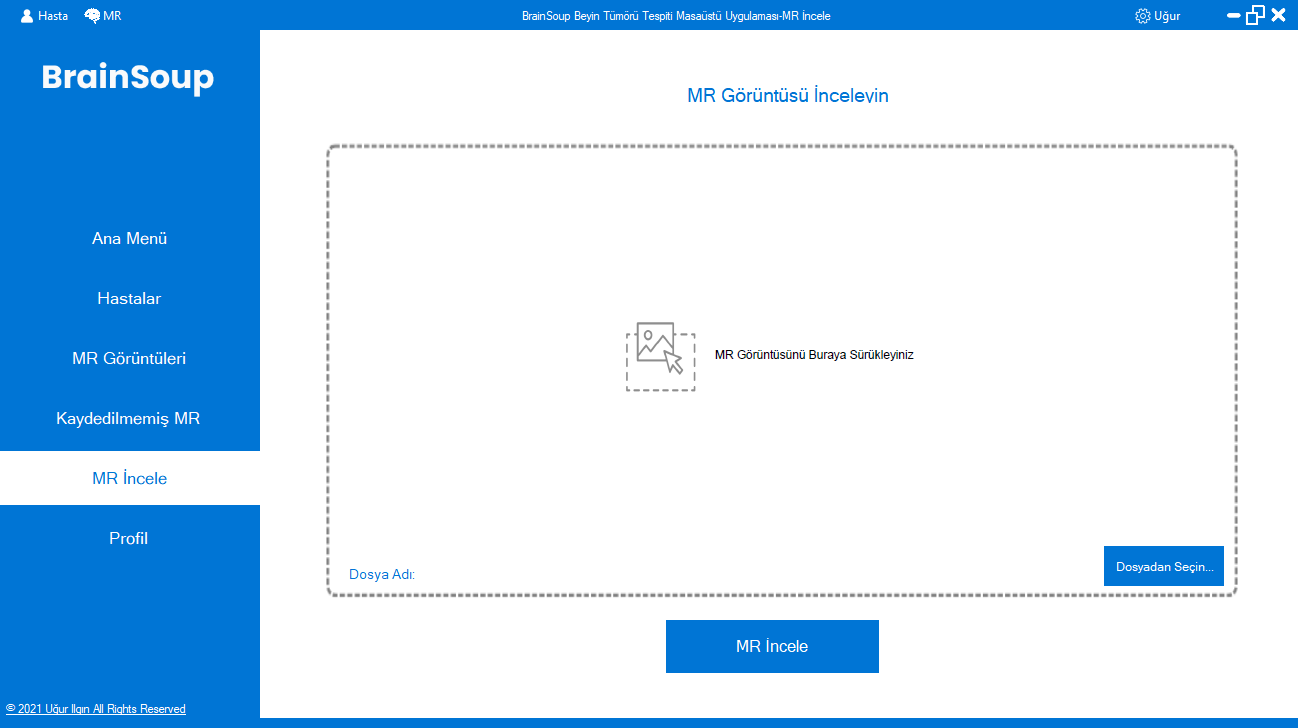 Hasta MR BrainSoup Beyin Tümörü Tespiti Masaüstü Uygulaması-MR İncele Uğur
BrainSoup
MR Görüntüsü İnceleyin
Ana Menü
Hastalar
MR Görüntüleri
Kaydedilmemiş MR
MR İncele
Profil
MR Görüntüsünü Buraya Sürükleyiniz
Dosya Adı:
Dosyadan Seçin...
MR İncele
© 2021 Uğur Ilgın All Rights Reserved